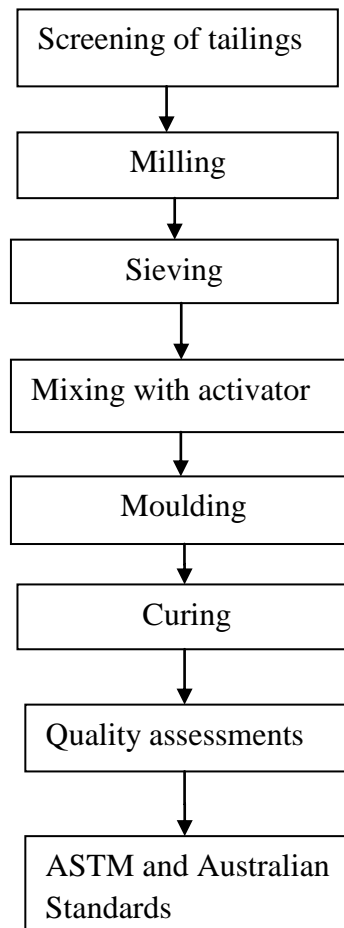 Screening of tailings
Milling
Sieving
Mixing with activator
Moulding
Curing
Quality assessments
ASTM and Australian
Standards